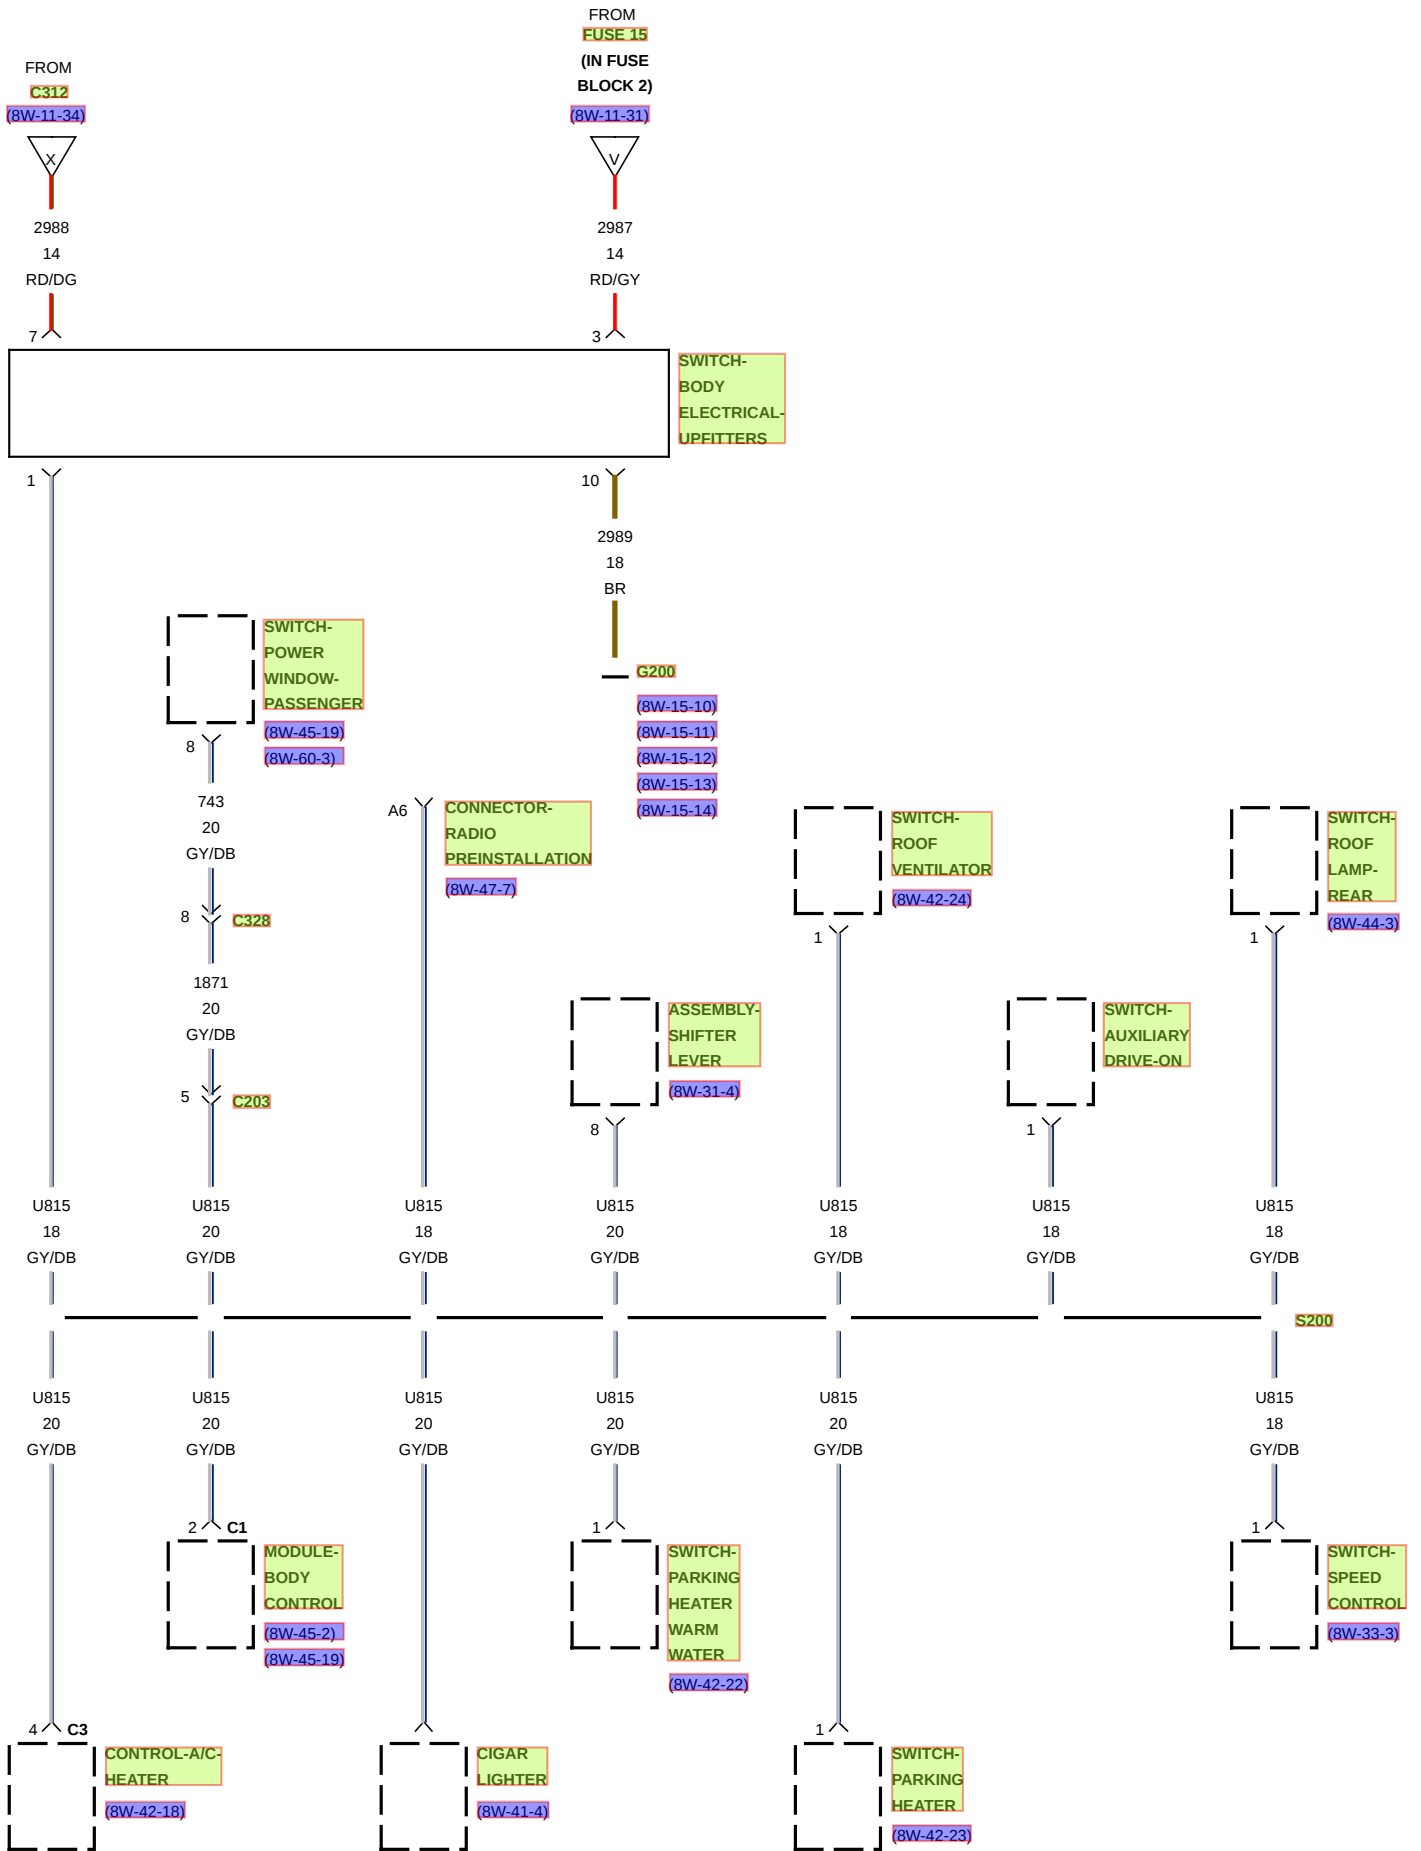 FROM
FUSE 15
(IN FUSE
BLOCK 2)
(8W-11-31)
V
FROM
C312
(8W-11-34)
X
2988
14
RD/DG
2987
14
RD/GY
7
3
SWITCH-
BODY
ELECTRICAL-
UPFITTERS
1
10
2989
18
BR
G200
(8W-15-10)
(8W-15-11)
(8W-15-12)
(8W-15-13)
(8W-15-14)
SWITCH-
POWER
WINDOW-
PASSENGER
(8W-45-19)
(8W-60-3)
8
743
20
GY/DB
8
C328
1871
20
GY/DB
5
C203
A6
CONNECTOR-
RADIO
PREINSTALLATION
(8W-47-7)
SWITCH-
ROOF
VENTILATOR
(8W-42-24)
1
SWITCH-
ROOF
LAMP-
REAR
(8W-44-3)
1
ASSEMBLY-
SHIFTER
LEVER
(8W-31-4)
8
SWITCH-
AUXILIARY
DRIVE-ON
1
U815
18
GY/DB
U815
20
GY/DB
U815
18
GY/DB
U815
20
GY/DB
U815
18
GY/DB
U815
18
GY/DB
U815
18
GY/DB
S200
U815
20
GY/DB
U815
20
GY/DB
U815
20
GY/DB
U815
20
GY/DB
U815
20
GY/DB
U815
18
GY/DB
2 C1
MODULE-
BODY
CONTROL
(8W-45-2)
(8W-45-19)
1
SWITCH-
PARKING
HEATER
WARM
WATER
(8W-42-22)
1
SWITCH-
SPEED
CONTROL
(8W-33-3)
4 C3
CONTROL-A/C-
HEATER
(8W-42-18)
CIGAR
LIGHTER
(8W-41-4)
1
SWITCH-
PARKING
HEATER
(8W-42-23)